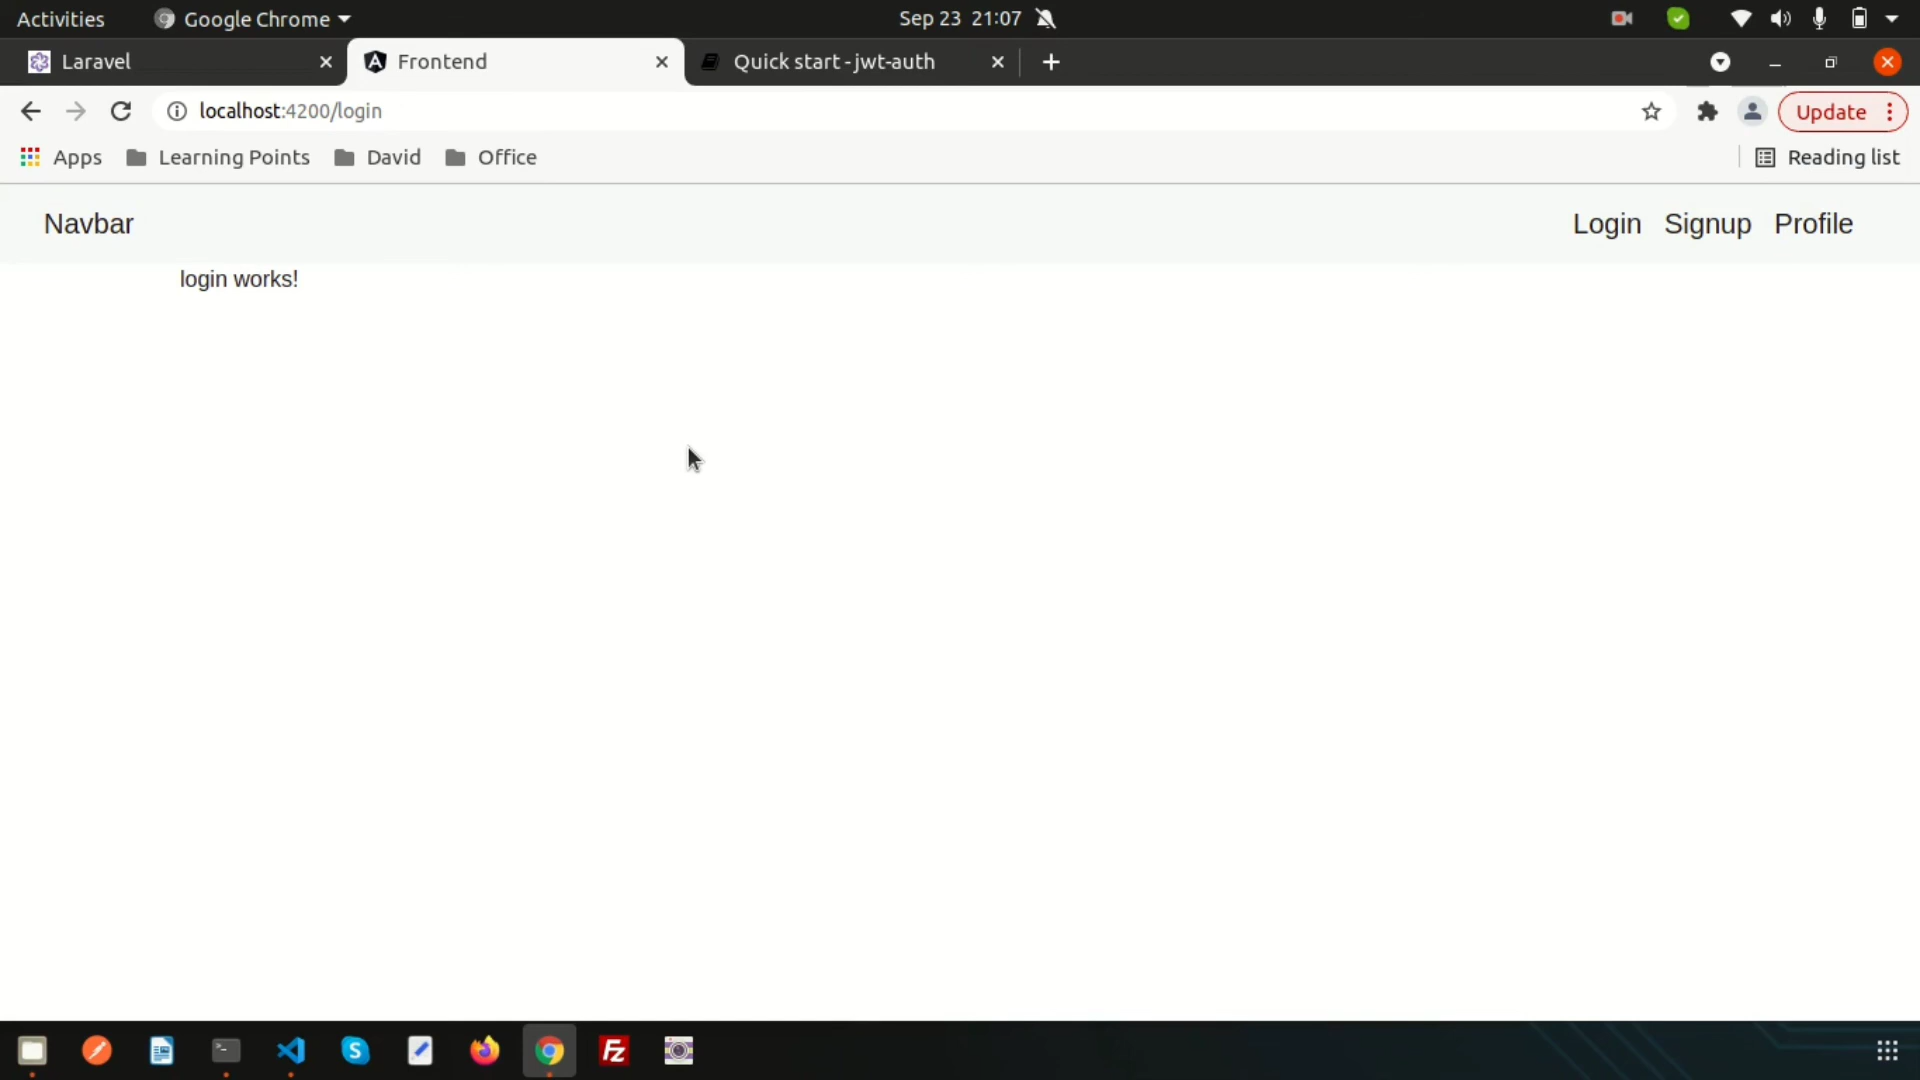 Activities Google Chrome Sep 23 21:07
Laravel Frontend Quick start - jwt-auth
localhost:4200/login Update
Apps Learning Points David Office Reading list
Navbar Login Signup Profile
login works!